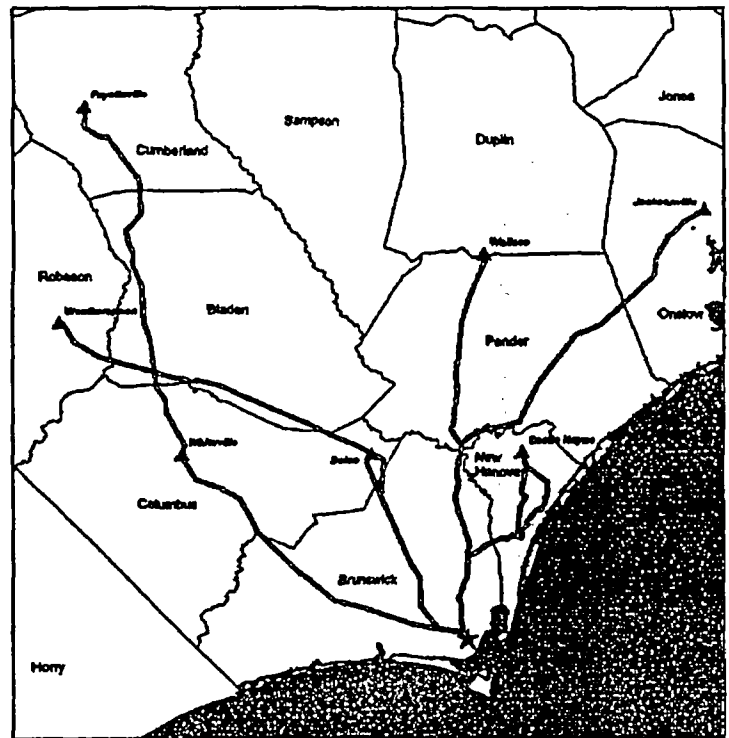 Fayetteville
Jones
Sampson
Duplin
Cumberland
Jacksonville
Wallace
Robeson
Bladen
Onslow
Pender
Whiteville
New
Hanover
Columbus
Brunswick
Horry